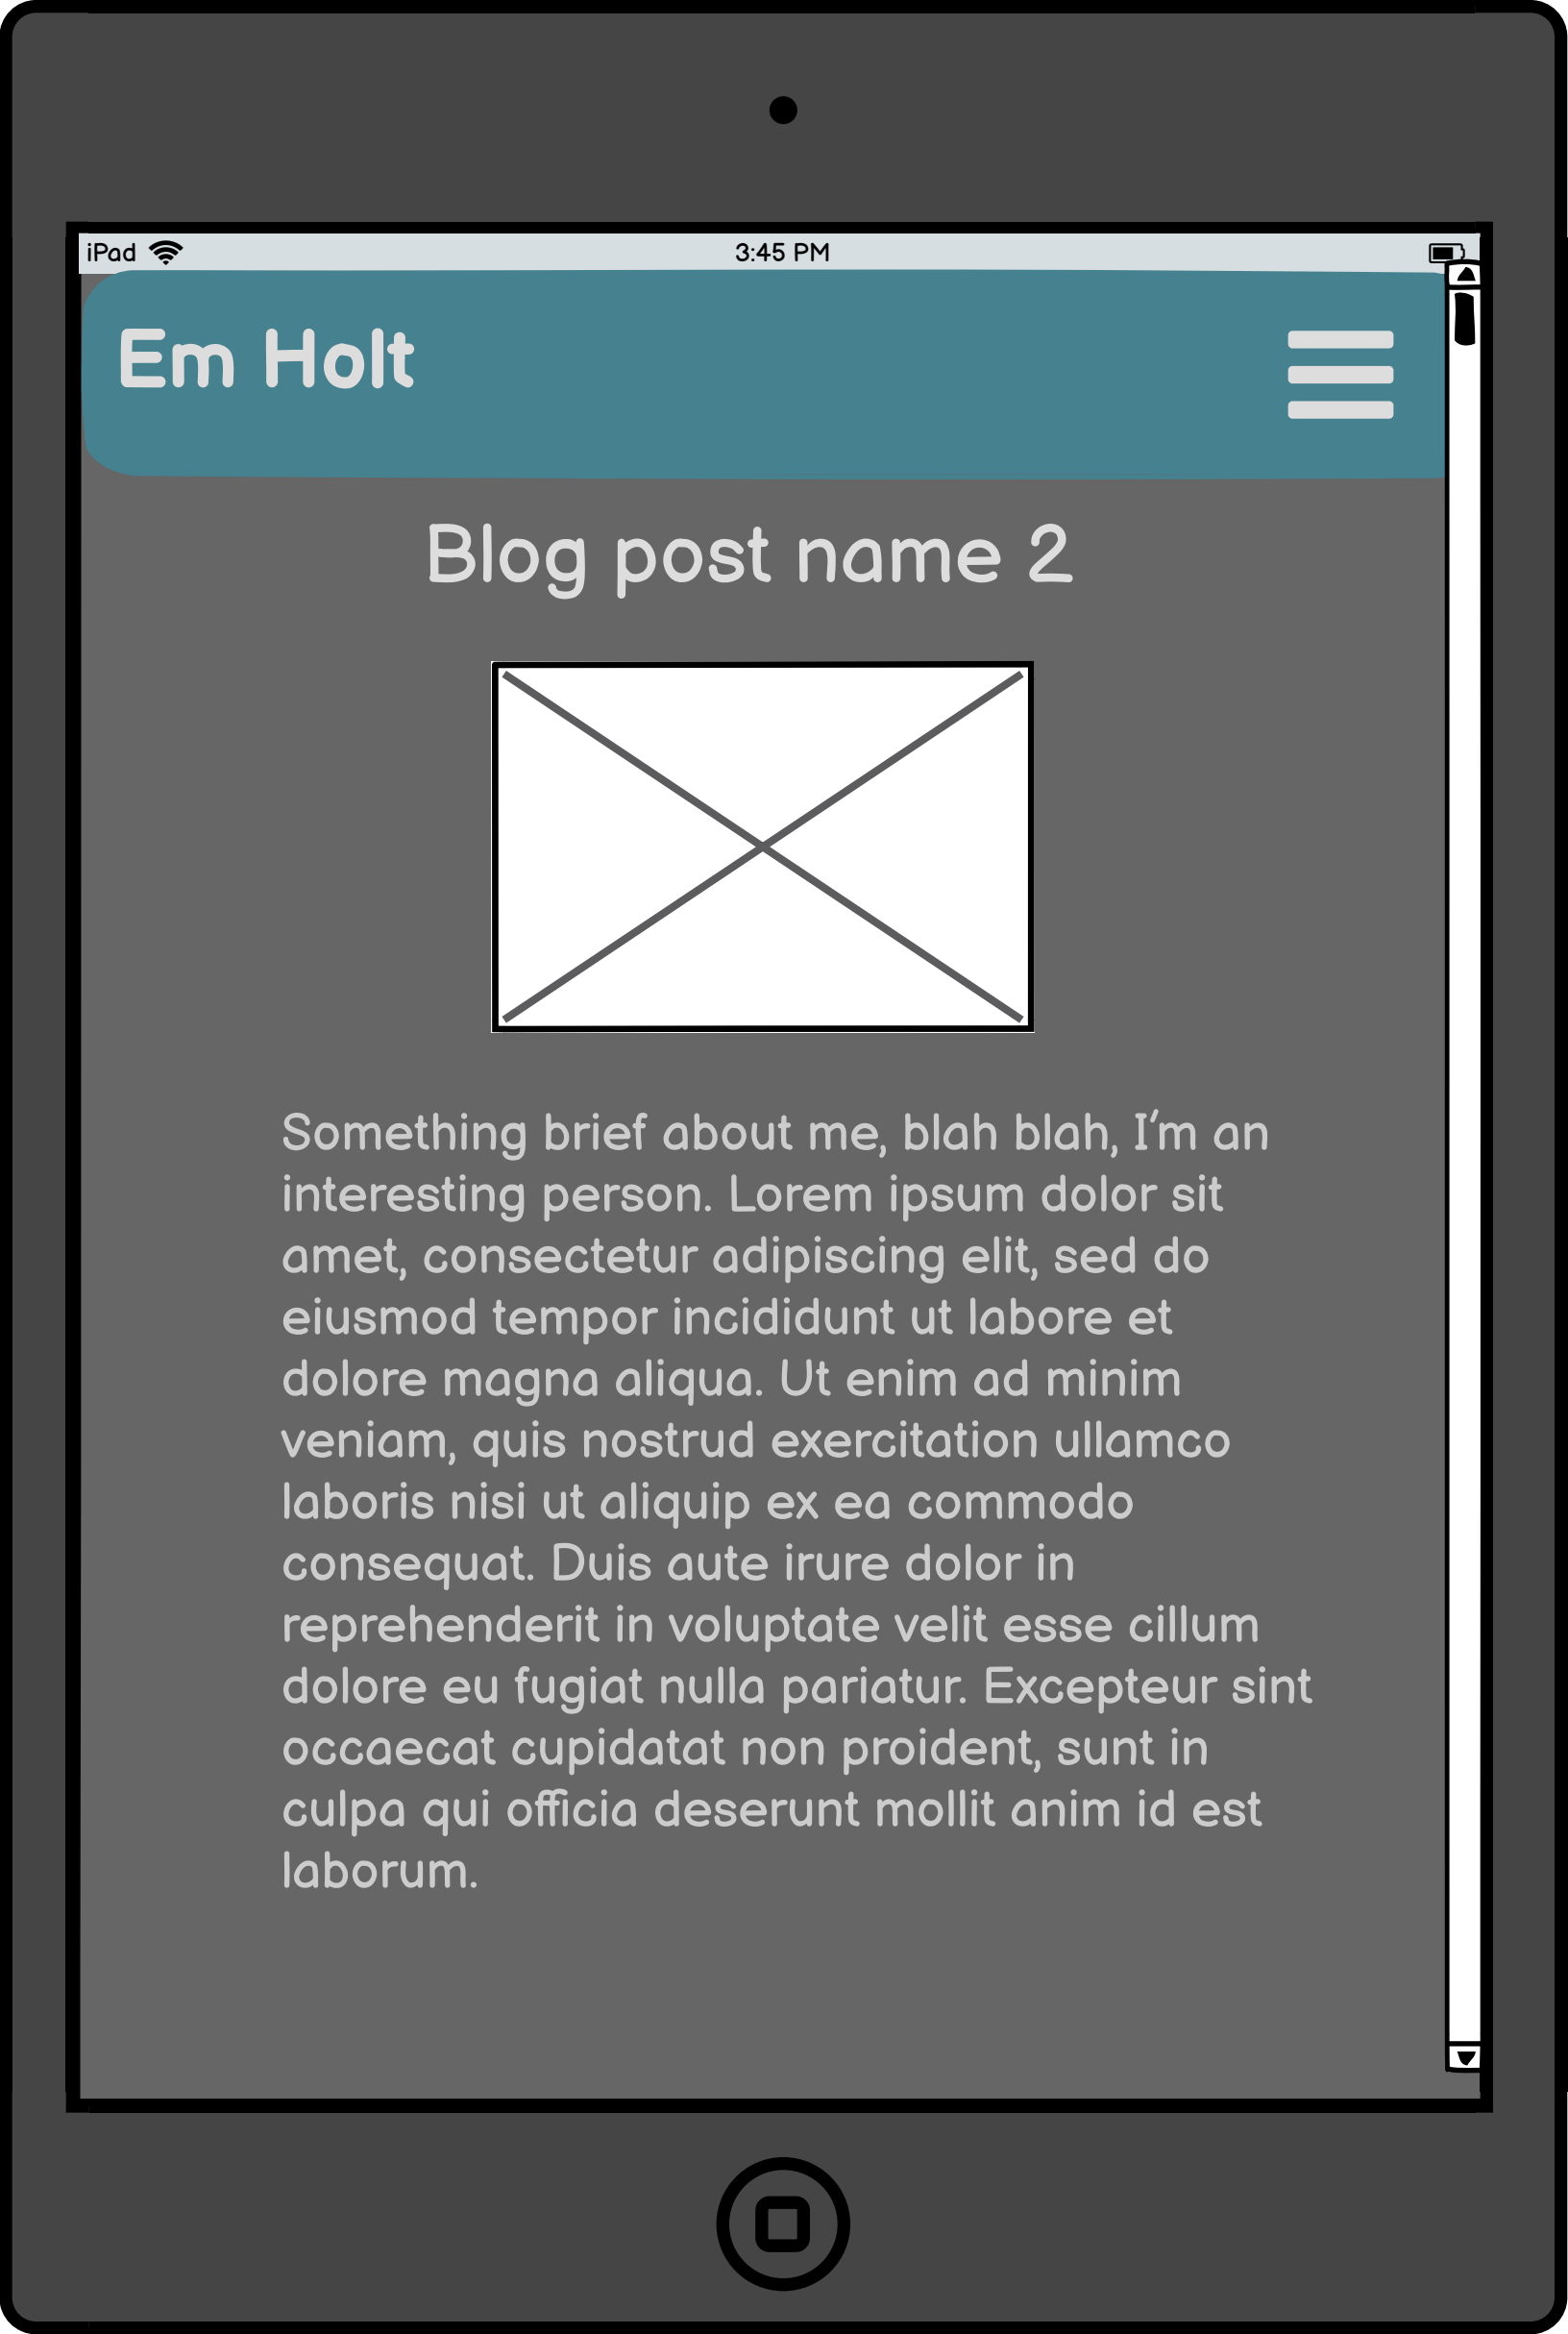 iPad 3:45 PM
Em Holt
Blog post name 2
Something brief about me, blah blah, I'm an
interesting person. Lorem ipsum dolor sit
amet, consectetur adipiscing elit, sed do
eiusmod tempor incididunt ut labore et
dolore magna aliqua. Ut enim ad minim
veniam, quis nostrud exercitation ullamco
laboris nisi ut aliquip ex ea commodo
consequat. Duis aute irure dolor in
reprehenderit in voluptate velit esse cillum
dolore eu fugiat nulla pariatur. Excepteur sint
occaecat cupidatat non proident, sunt in
culpa qui officia deserunt mollit anim id est
laborum.